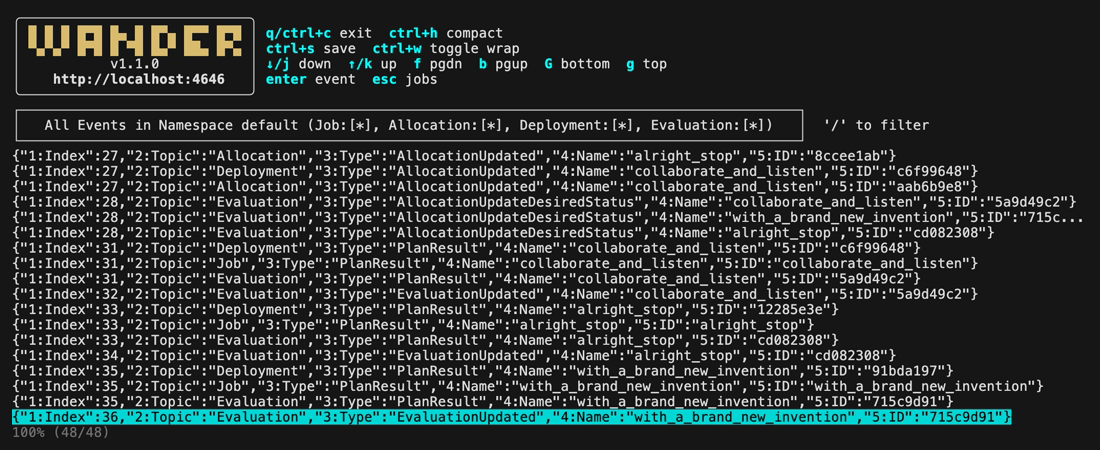 WANDER
v1.1.0
http://localhost:4646
q/ctrl+c exit ctrl+h compact
ctrl+s save ctrl+w toggle wrap
↓/j down ↑/k up f pgdn b pgup G bottom g top
enter event esc jobs
All Events in Namespace default (Job:[*], Allocation:[*], Deployment:[*], Evaluation:[*]) '/' to filter
{"1:Index":27,"2:Topic":"Allocation","3:Type":"AllocationUpdated","4:Name":"alright_stop","5:ID":"8ccee1ab"}
{"1:Index":27,"2:Topic":"Deployment","3:Type":"AllocationUpdated","4:Name":"collaborate_and_listen","5:ID":"c6f99648"}
{"1:Index":27,"2:Topic":"Allocation","3:Type":"AllocationUpdated","4:Name":"collaborate_and_listen","5:ID":"aab6b9e8"}
{"1:Index":28,"2:Topic":"Evaluation","3:Type":"AllocationUpdateDesiredStatus","4:Name":"collaborate_and_listen","5:ID":"5a9d49c2"}
{"1:Index":28,"2:Topic":"Evaluation","3:Type":"AllocationUpdateDesiredStatus","4:Name":"with_a_brand_new_invention","5:ID":"715c...
{"1:Index":28,"2:Topic":"Evaluation","3:Type":"AllocationUpdateDesiredStatus","4:Name":"alright_stop","5:ID":"cd082308"}
{"1:Index":31,"2:Topic":"Deployment","3:Type":"PlanResult","4:Name":"collaborate_and_listen","5:ID":"c6f99648"}
{"1:Index":31,"2:Topic":"Job","3:Type":"PlanResult","4:Name":"collaborate_and_listen","5:ID":"collaborate_and_listen"}
{"1:Index":31,"2:Topic":"Evaluation","3:Type":"PlanResult","4:Name":"collaborate_and_listen","5:ID":"5a9d49c2"}
{"1:Index":32,"2:Topic":"Evaluation","3:Type":"EvaluationUpdated","4:Name":"collaborate_and_listen","5:ID":"5a9d49c2"}
{"1:Index":33,"2:Topic":"Deployment","3:Type":"PlanResult","4:Name":"alright_stop","5:ID":"12285e3e"}
{"1:Index":33,"2:Topic":"Job","3:Type":"PlanResult","4:Name":"alright_stop","5:ID":"alright_stop"}
{"1:Index":33,"2:Topic":"Evaluation","3:Type":"PlanResult","4:Name":"alright_stop","5:ID":"cd082308"}
{"1:Index":34,"2:Topic":"Evaluation","3:Type":"EvaluationUpdated","4:Name":"alright_stop","5:ID":"cd082308"}
{"1:Index":35,"2:Topic":"Deployment","3:Type":"PlanResult","4:Name":"with_a_brand_new_invention","5:ID":"91bda197"}
{"1:Index":35,"2:Topic":"Job","3:Type":"PlanResult","4:Name":"with_a_brand_new_invention","5:ID":"with_a_brand_new_invention"}
{"1:Index":35,"2:Topic":"Evaluation","3:Type":"PlanResult","4:Name":"with_a_brand_new_invention","5:ID":"715c9d91"}
{"1:Index":36,"2:Topic":"Evaluation","3:Type":"EvaluationUpdated","4:Name":"with_a_brand_new_invention","5:ID":"715c9d91"}
100% (48/48)